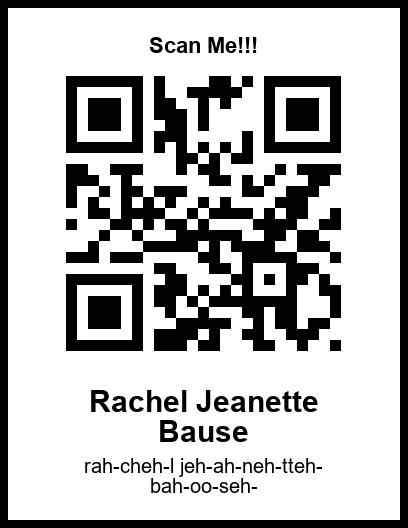 Scan Me!!!
Rachel Jeanette
Bause
rah-cheh-l jeh-ah-neh-tteh-
bah-oo-seh-